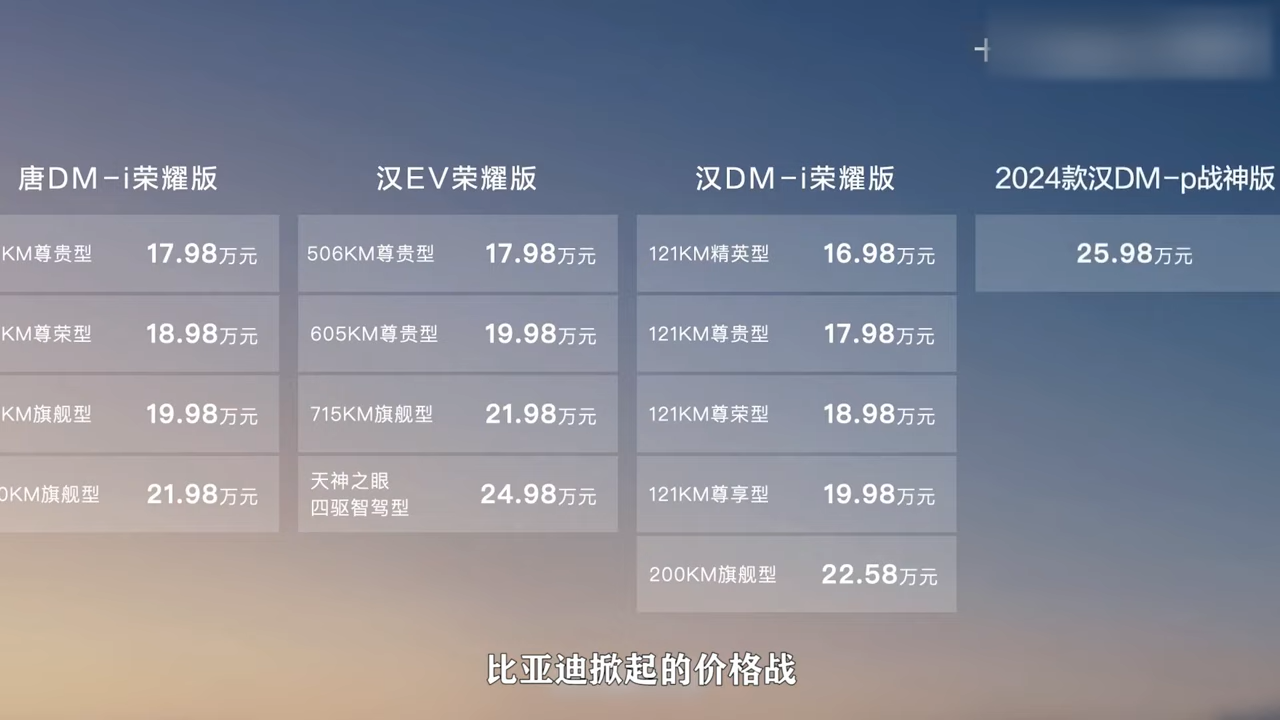 唐DM-i荣耀版
KM尊贵型 17.98万元
KM尊荣型 18.98万元
KM旗舰型 19.98万元
0KM旗舰型 21.98万元
汉EV荣耀版
506KM尊贵型 17.98万元
605KM尊贵型 19.98万元
715KM旗舰型 21.98万元
天神之眼
四驱智驾型 24.98万元
汉DM-i荣耀版
121KM精英型 16.98万元
121KM尊贵型 17.98万元
121KM尊荣型 18.98万元
121KM尊享型 19.98万元
200KM旗舰型 22.58万元
2024款汉DM-p战神版
25.98万元
比亚迪掀起的价格战